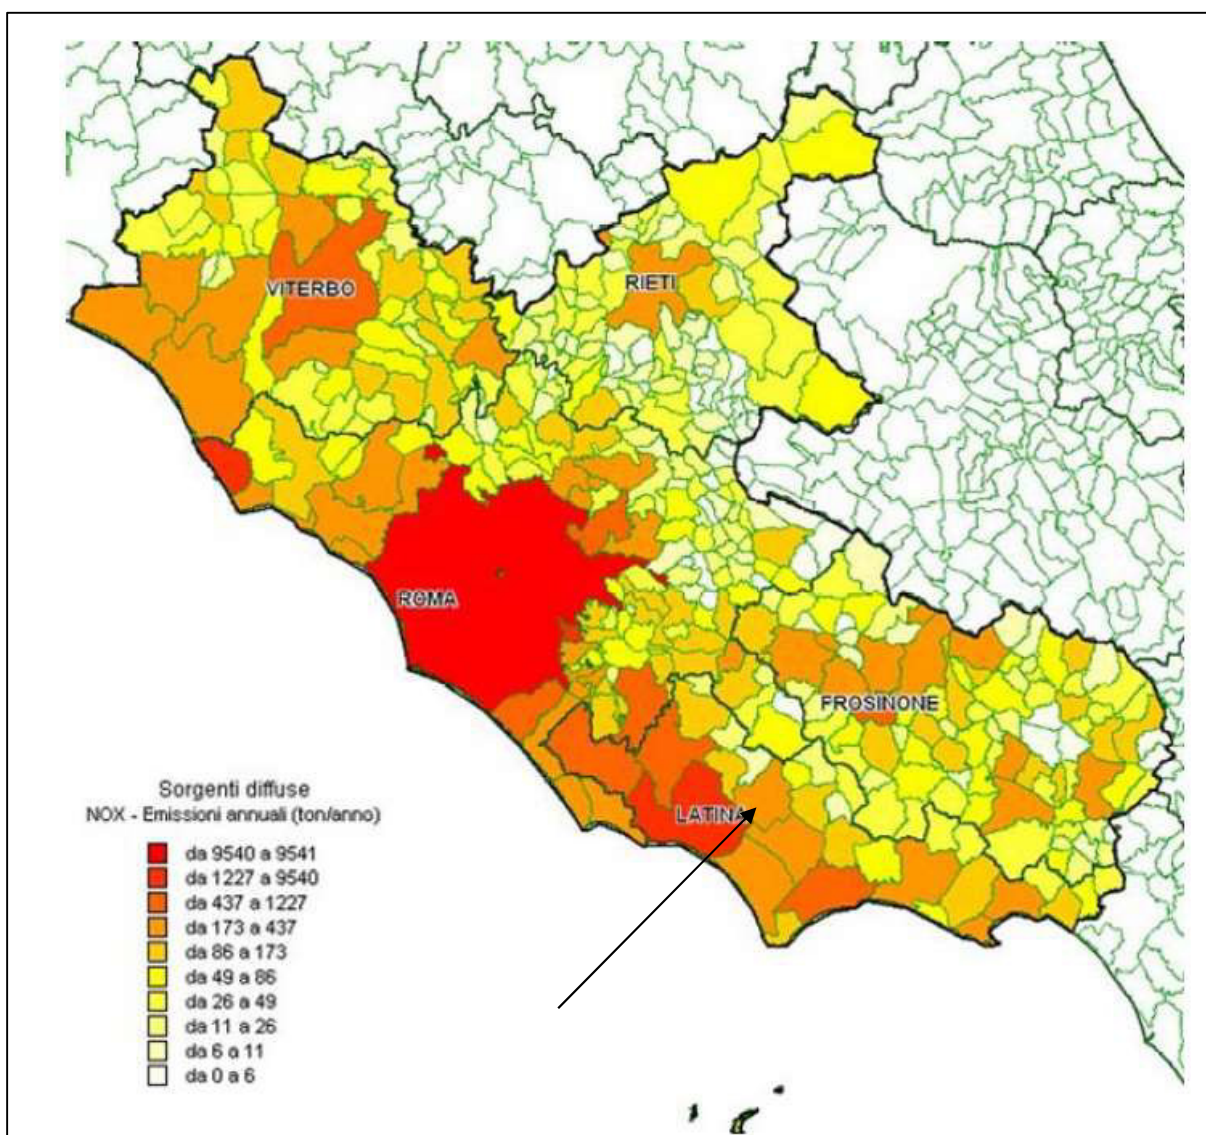 VITERBO
RIETI
ROMA
FROSINONE
LATINA
Sorgenti diffuse
NOX - Emissioni annuali (ton/anno)
da 9540 a 9541
da 1227 a 9540
da 437 a 1227
da 173 a 437
da 86 a 173
da 49 a 86
da 26 a 49
da 11 a 26
da 6 a 11
da 0 a 6